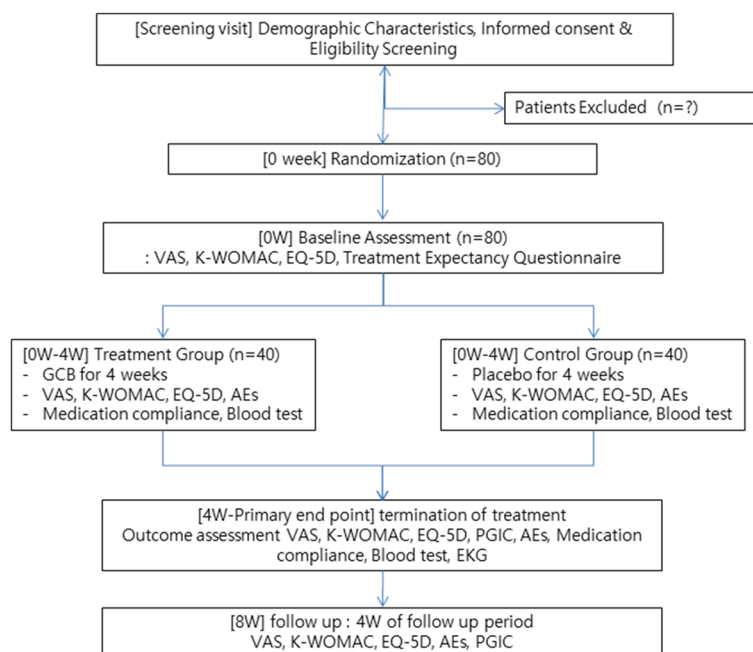 [Screening visit] Demographic Characteristics, Informed consent &
Eligibility Screening
Patients Excluded (n=?)
[0 week] Randomization (n=80)
[0W] Baseline Assessment (n=80)
: VAS, K-WOMAC, EQ-5D, Treatment Expectancy Questionnaire
[0W-4W] Treatment Group (n=40)
- GCB for 4 weeks
- VAS, K-WOMAC, EQ-5D, AEs
- Medication compliance, Blood test
[0W-4W] Control Group (n=40)
- Placebo for 4 weeks
- VAS, K-WOMAC, EQ-5D, AEs
- Medication compliance, Blood test
[4W-Primary end point] termination of treatment
Outcome assessment VAS, K-WOMAC, EQ-5D, PGIC, AEs, Medication
compliance, Blood test, EKG
[8W] follow up : 4W of follow up period
VAS, K-WOMAC, EQ-5D, AEs, PGIC